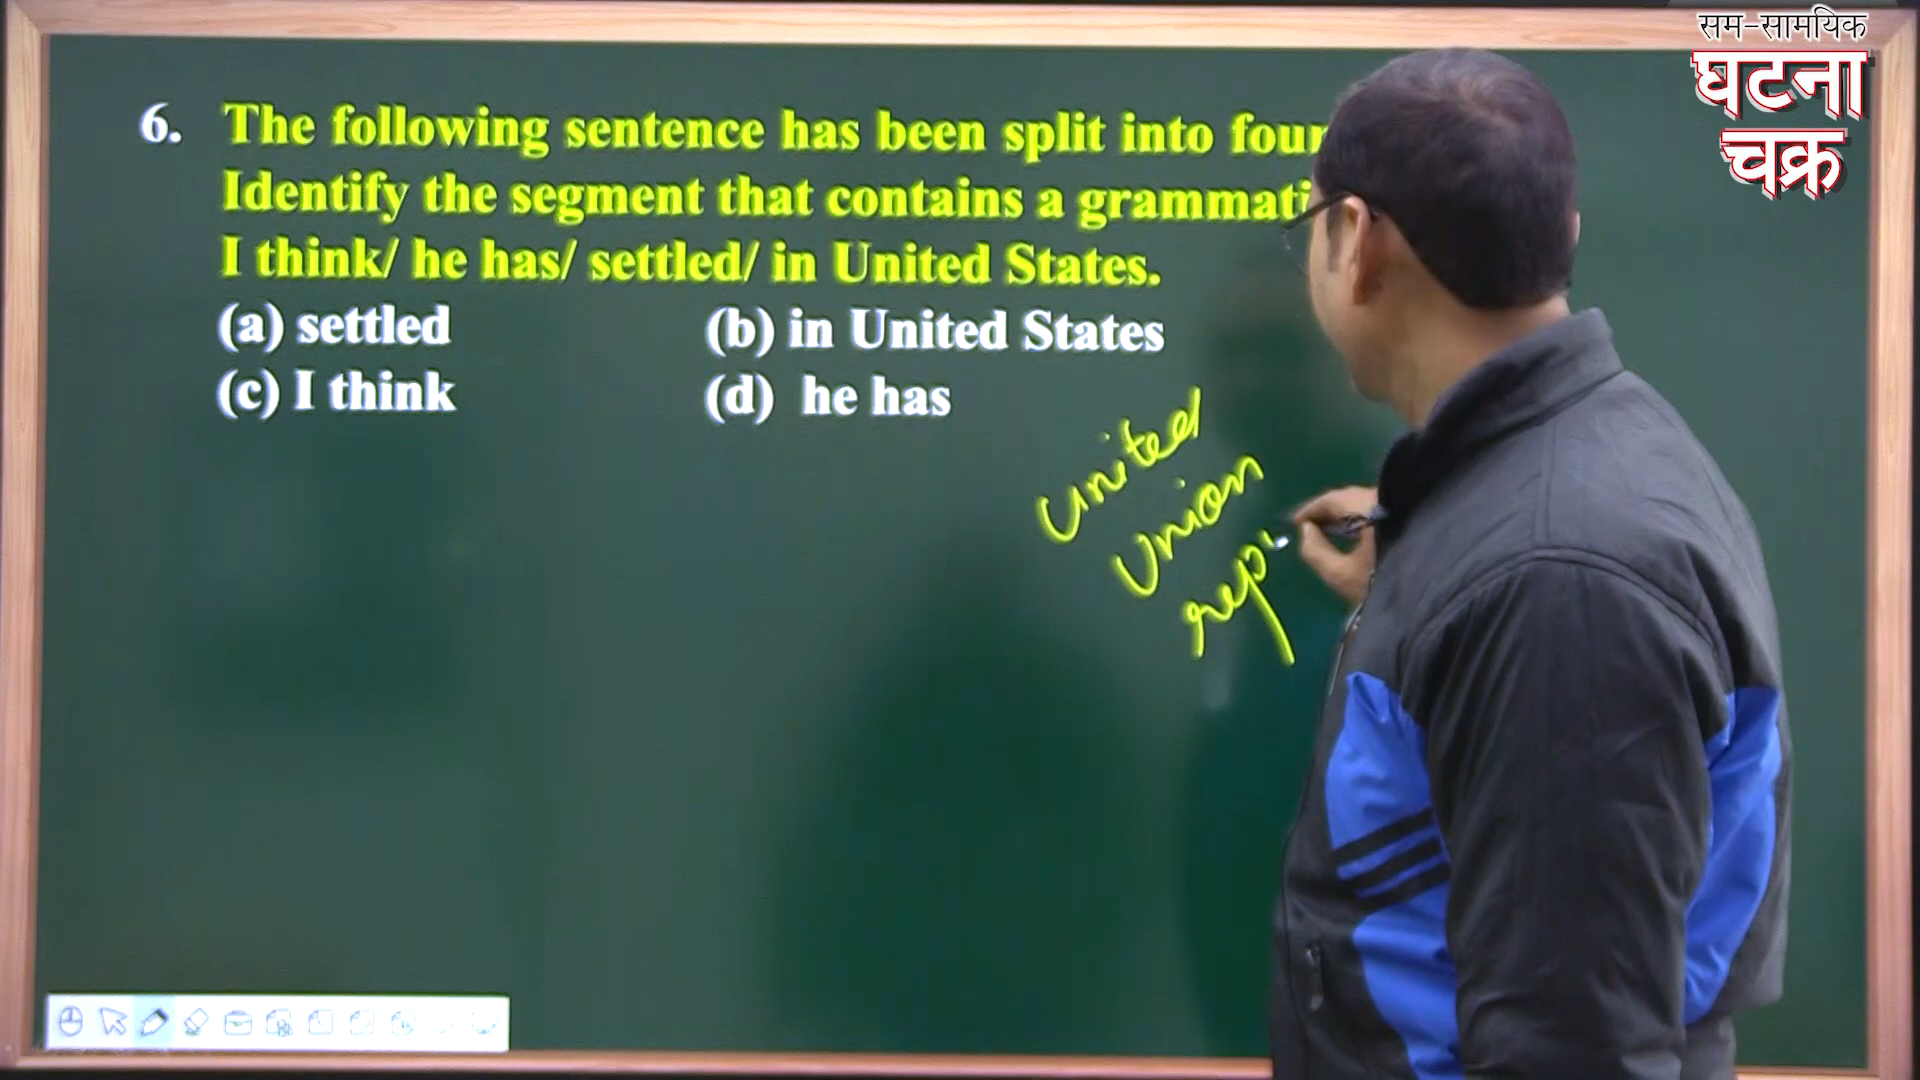 सम-सामयिक
घटना
चक्र
6. The following sentence has been split into four
Identify the segment that contains a
I think/ he has/ settled/ in United States.
(a) settled (b) in United States
(c) I think (d) he has
United
Union